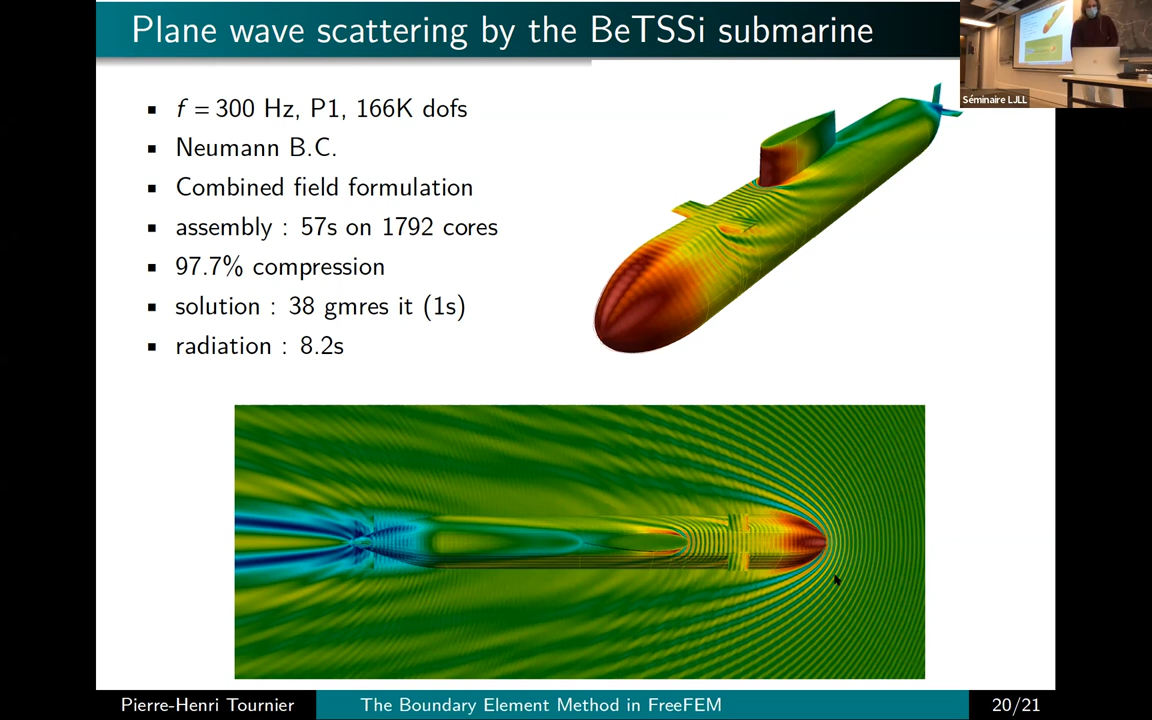 Plane wave scattering by the BeTSSi submarine
Séminaire LJLL
f = 300 Hz, P1, 166K dofs
Neumann B.C.
Combined field formulation
assembly : 57s on 1792 cores
97.7% compression
solution : 38 gmres it (1s)
radiation : 8.2s
Pierre-Henri Tournier
The Boundary Element Method in FreeFEM
20/21